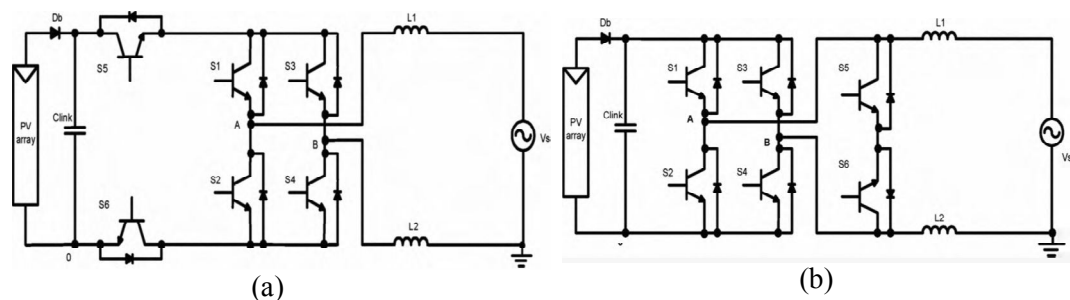 Db
S5
S1
S3
L1
PV array
Clink
A
B
Vs
S2
S4
S6
L2
0
(a)
Db
L1
S1
S3
S5
PV array
Clink
A
B
Vs
S2
S4
S6
L2
(b)